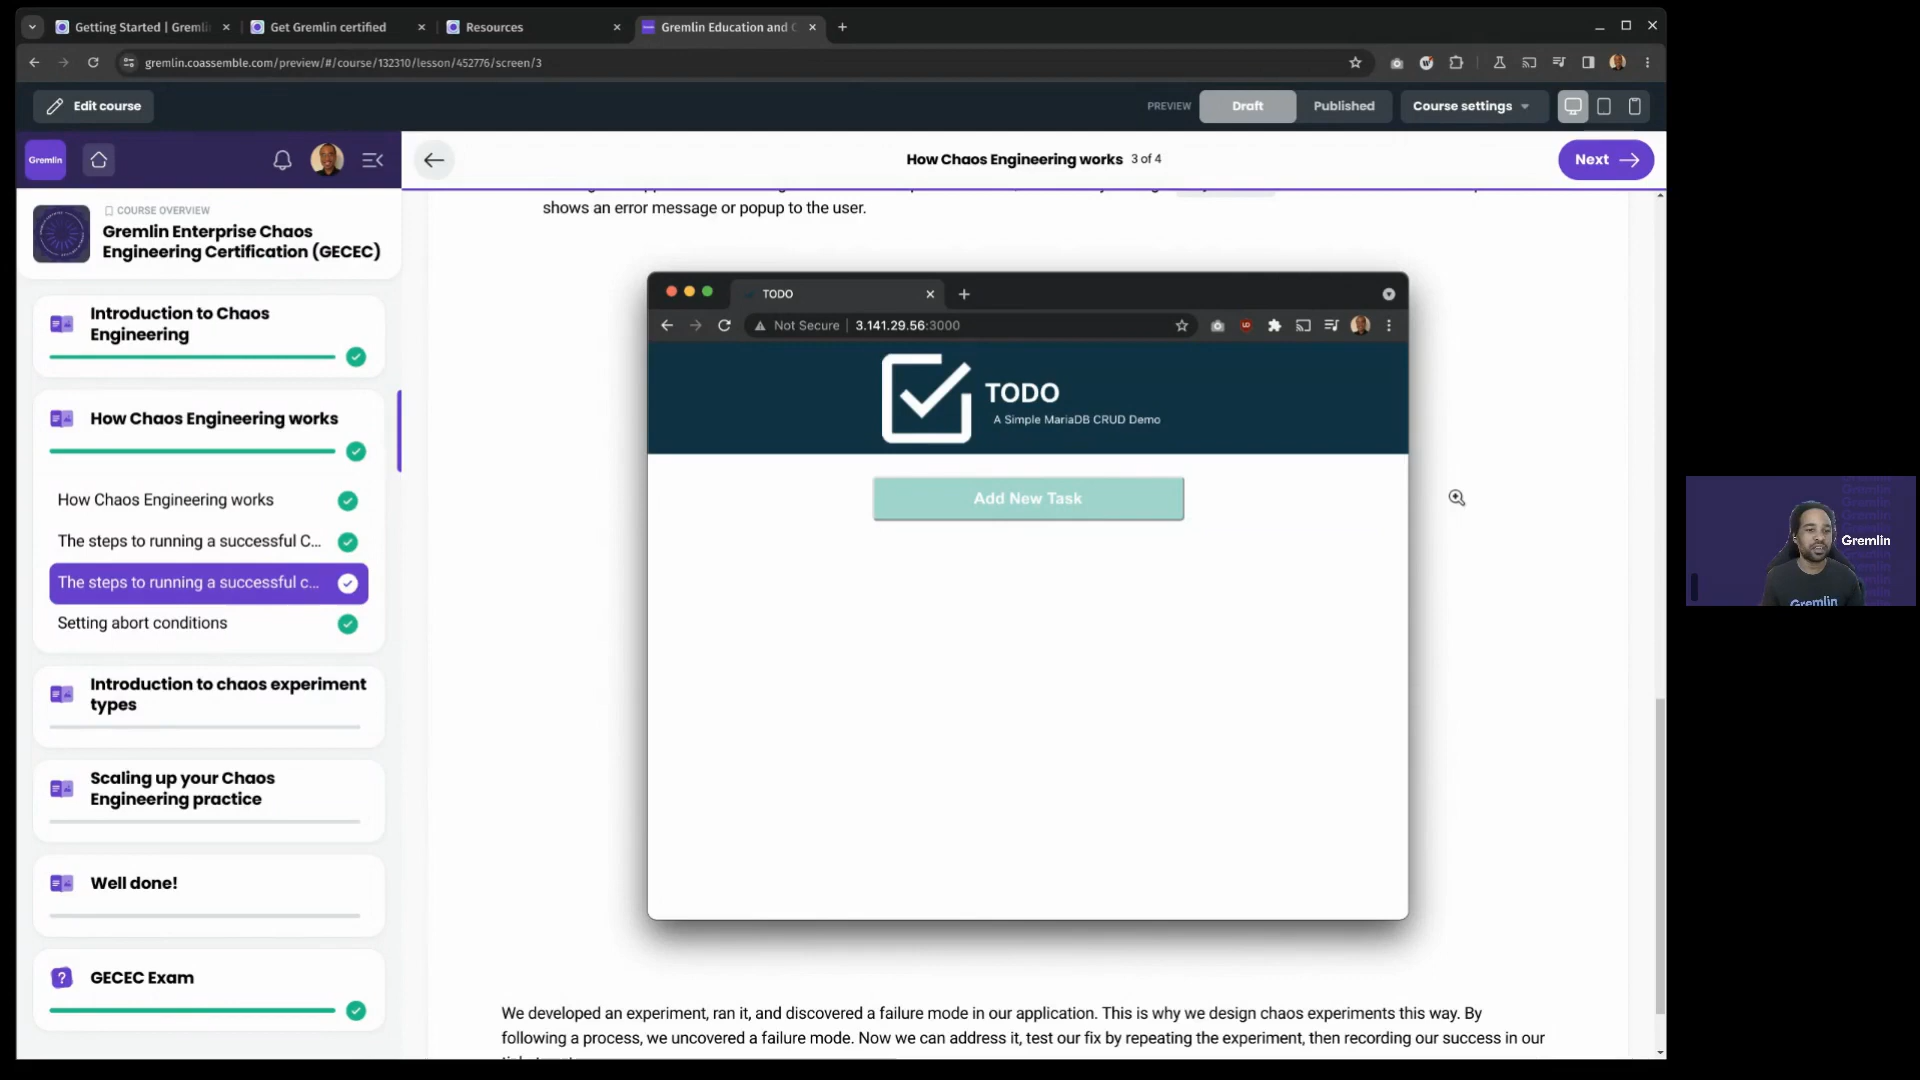 Getting Started | Gremli
Get Gremlin certified
Resources
Gremlin Education and C
gremlin.coassemble.com/preview/#/course/132310/lesson/452776/screen/3
Edit course
PREVIEW
Draft
Published
Course settings
Gremlin
How Chaos Engineering works 3 of 4
Next
COURSE OVERVIEW
Gremlin Enterprise Chaos
Engineering Certification (GECEC)
Introduction to Chaos
Engineering
How Chaos Engineering works
How Chaos Engineering works
The steps to running a successful C...
The steps to running a successful c...
Setting abort conditions
Introduction to chaos experiment
types
Scaling up your Chaos
Engineering practice
Well done!
GECEC Exam
shows an error message or popup to the user.
TODO
Not Secure | 3.141.29.56:3000
TODO
A Simple MariaDB CRUD Demo
Add New Task
We developed an experiment, ran it, and discovered a failure mode in our application. This is why we design chaos experiments this way. By
following a process, we uncovered a failure mode. Now we can address it, test our fix by repeating the experiment, then recording our success in our
Gremlin
Gremlin